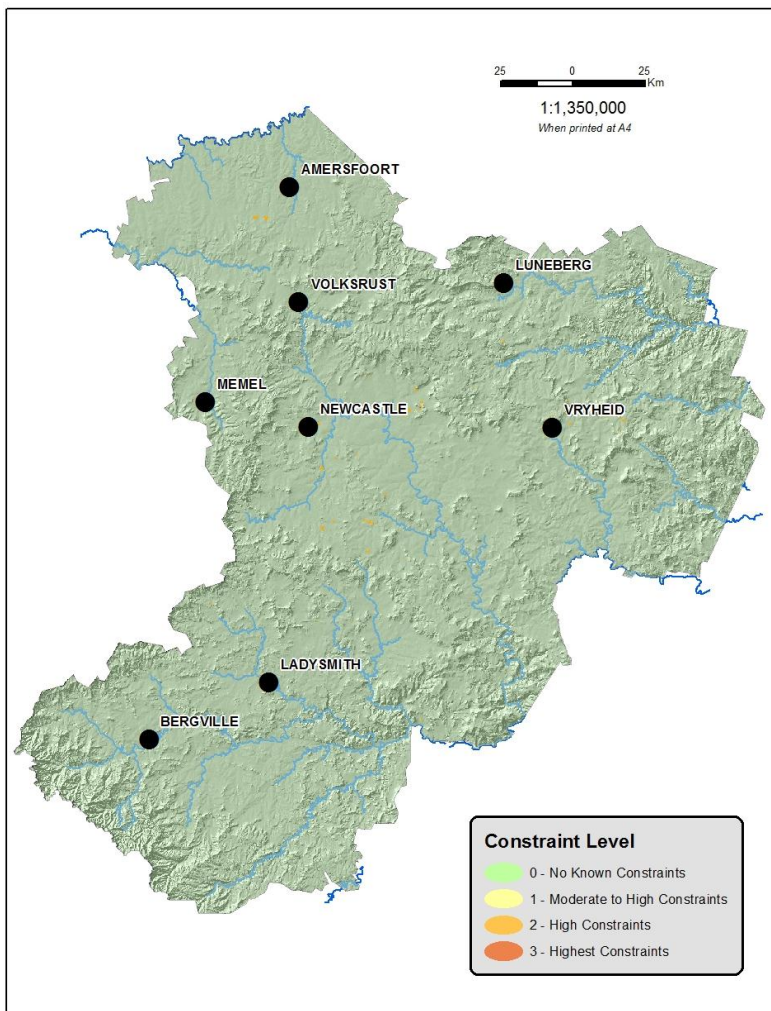 25 0 25
Km
1:1,350,000
When printed at A4
AMERSFOORT
LUNEBERG
VOLKSRUST
MEMEL
NEWCASTLE
VRYHEID
LADYSMITH
BERGVILLE
Constraint Level
0 - No Known Constraints
1 - Moderate to High Constraints
2 - High Constraints
3 - Highest Constraints